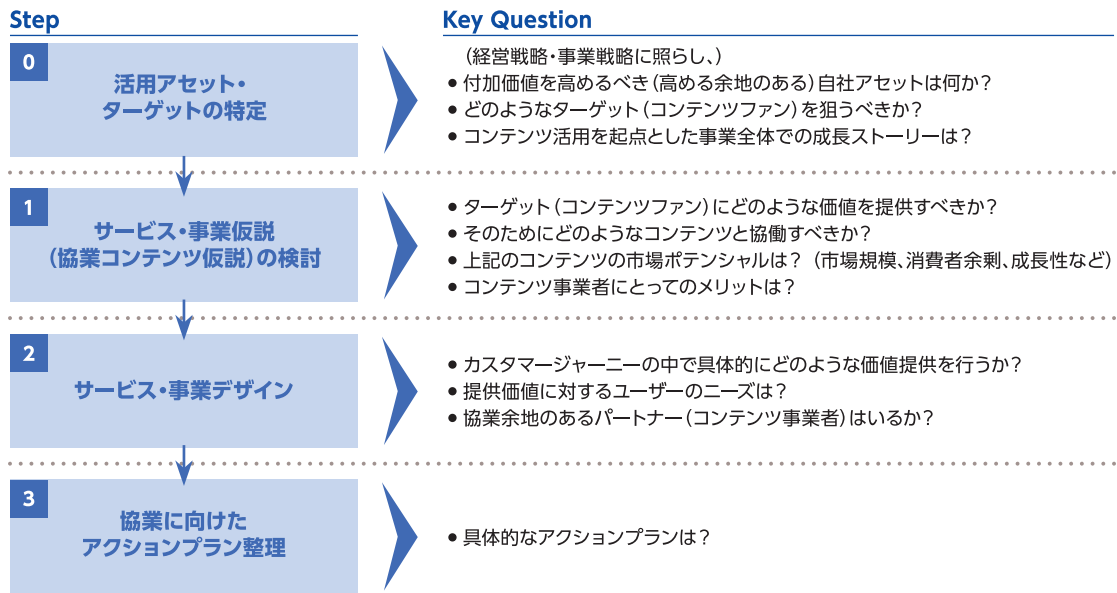 Step
Key Question
0
活用アセット・
ターゲットの特定
（経営戦略・事業戦略に照らし、）
● 付加価値を高めるべき（高める余地のある）自社アセットは何か？
● どのようなターゲット（コンテンツファン）を狙うべきか？
● コンテンツ活用を起点とした事業全体での成長ストーリーは？
1
サービス・事業仮説
（協業コンテンツ仮説）の検討
● ターゲット（コンテンツファン）にどのような価値を提供すべきか？
● そのためにどのようなコンテンツと協働すべきか？
● 上記のコンテンツの市場ポテンシャルは？（市場規模、消費者余剰、成長性など）
● コンテンツ事業者にとってのメリットは？
2
サービス・事業デザイン
● カスタマージャーニーの中で具体的にどのような価値提供を行うか？
● 提供価値に対するユーザーのニーズは？
● 協業余地のあるパートナー（コンテンツ事業者）はいるか？
3
協業に向けた
アクションプラン整理
● 具体的なアクションプランは？